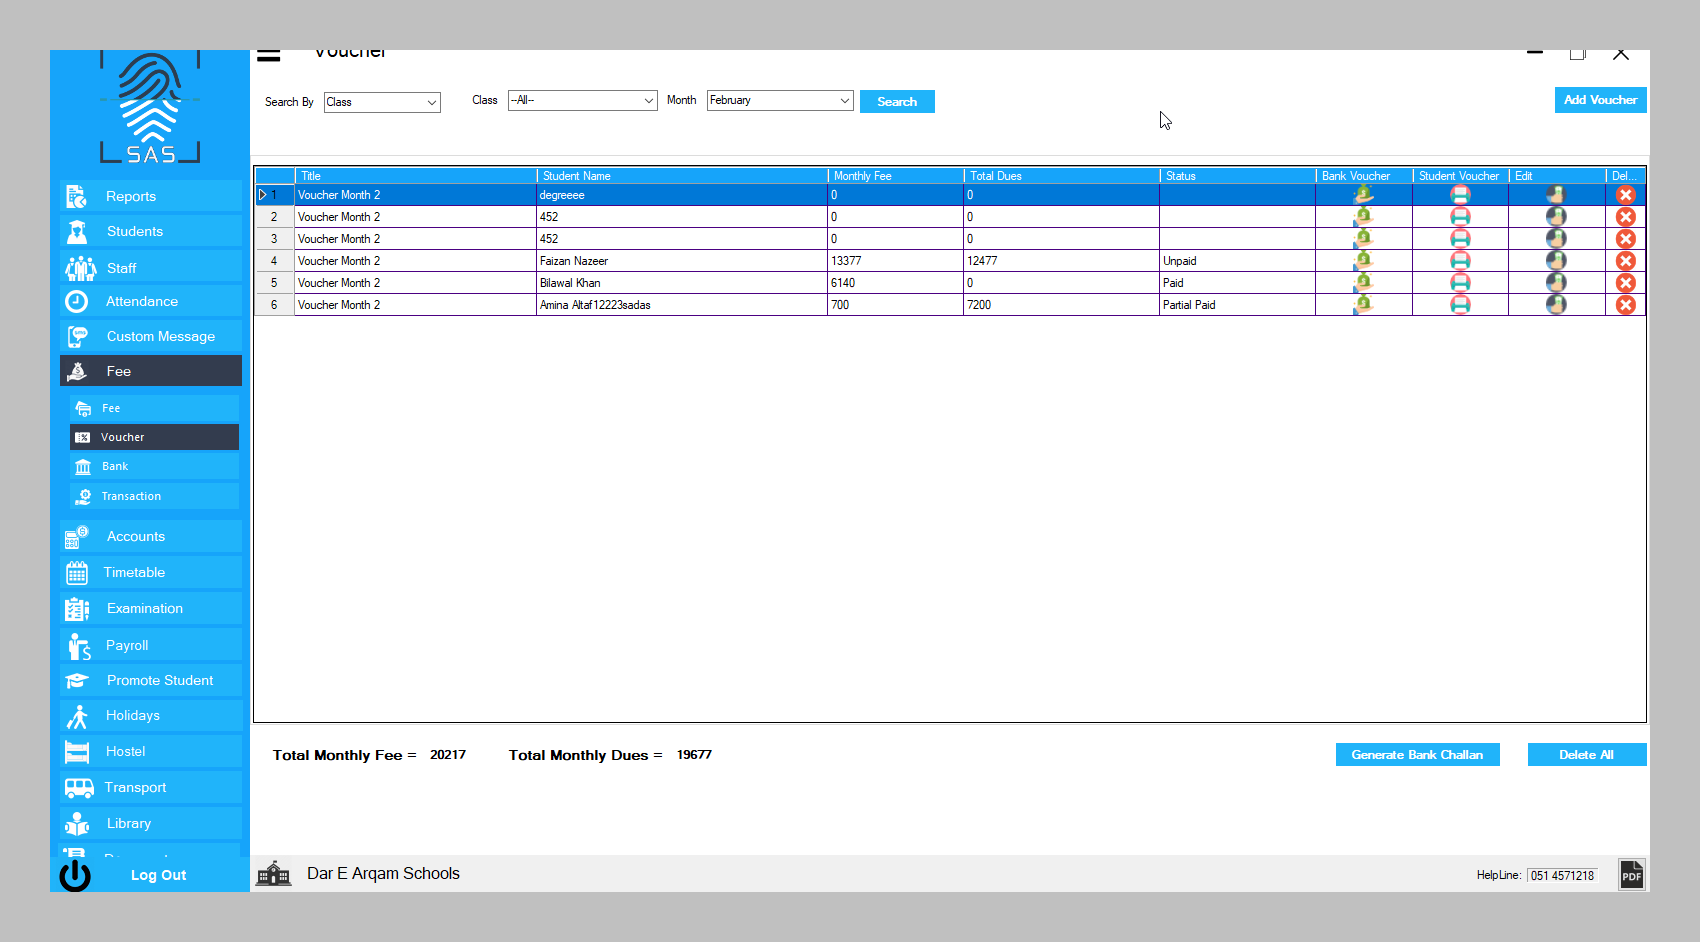 Voucher
Search By Class Class --All-- Month February Search Add Voucher
SAS
Reports
Students
Staff
Attendance
Custom Message
Fee
Fee
Voucher
Bank
Transaction
Accounts
Timetable
Examination
Payroll
Promote Student
Holidays
Hostel
Transport
Library
Log Out
Title Student Name Monthly Fee Total Dues Status Bank Voucher Student Voucher Edit Del...
1 Voucher Month 2 degreeee 0 0
2 Voucher Month 2 452 0 0
3 Voucher Month 2 452 0 0
4 Voucher Month 2 Faizan Nazeer 13377 12477 Unpaid
5 Voucher Month 2 Bilawal Khan 6140 0 Paid
6 Voucher Month 2 Amina Altaf12223sadas 700 7200 Partial Paid
Total Monthly Fee = 20217 Total Monthly Dues = 19677 Generate Bank Challan Delete All
Dar E Arqam Schools HelpLine: 051 4571218 PDF